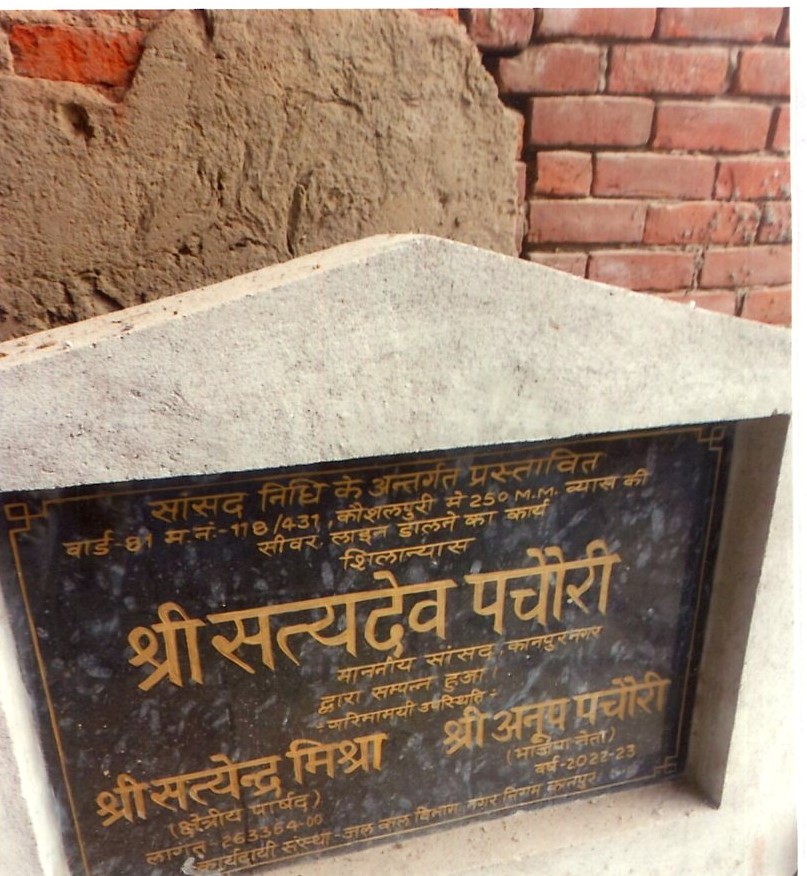 सांसद निधि के अन्तर्गत प्रस्तावित
वार्ड-81 म.नं.-118/431, कौशलपुरी में 250 M.M. व्यास की
सीवर लाइन डालने का कार्य
शिलान्यास
श्री सत्यदेव पचौरी
माननीय सांसद, कानपुर नगर
द्वारा सम्पन्न हुआ।
-:गरिमामयी उपस्थिति:-
श्री सत्येन्द्र मिश्रा
(क्षेत्रीय पार्षद)
लागत-263364-00
श्री अनूप पचौरी
(भाजपा नेता)
वर्ष-2022-23
कार्यदायी संस्था-जल कल विभाग, नगर निगम, कानपुर